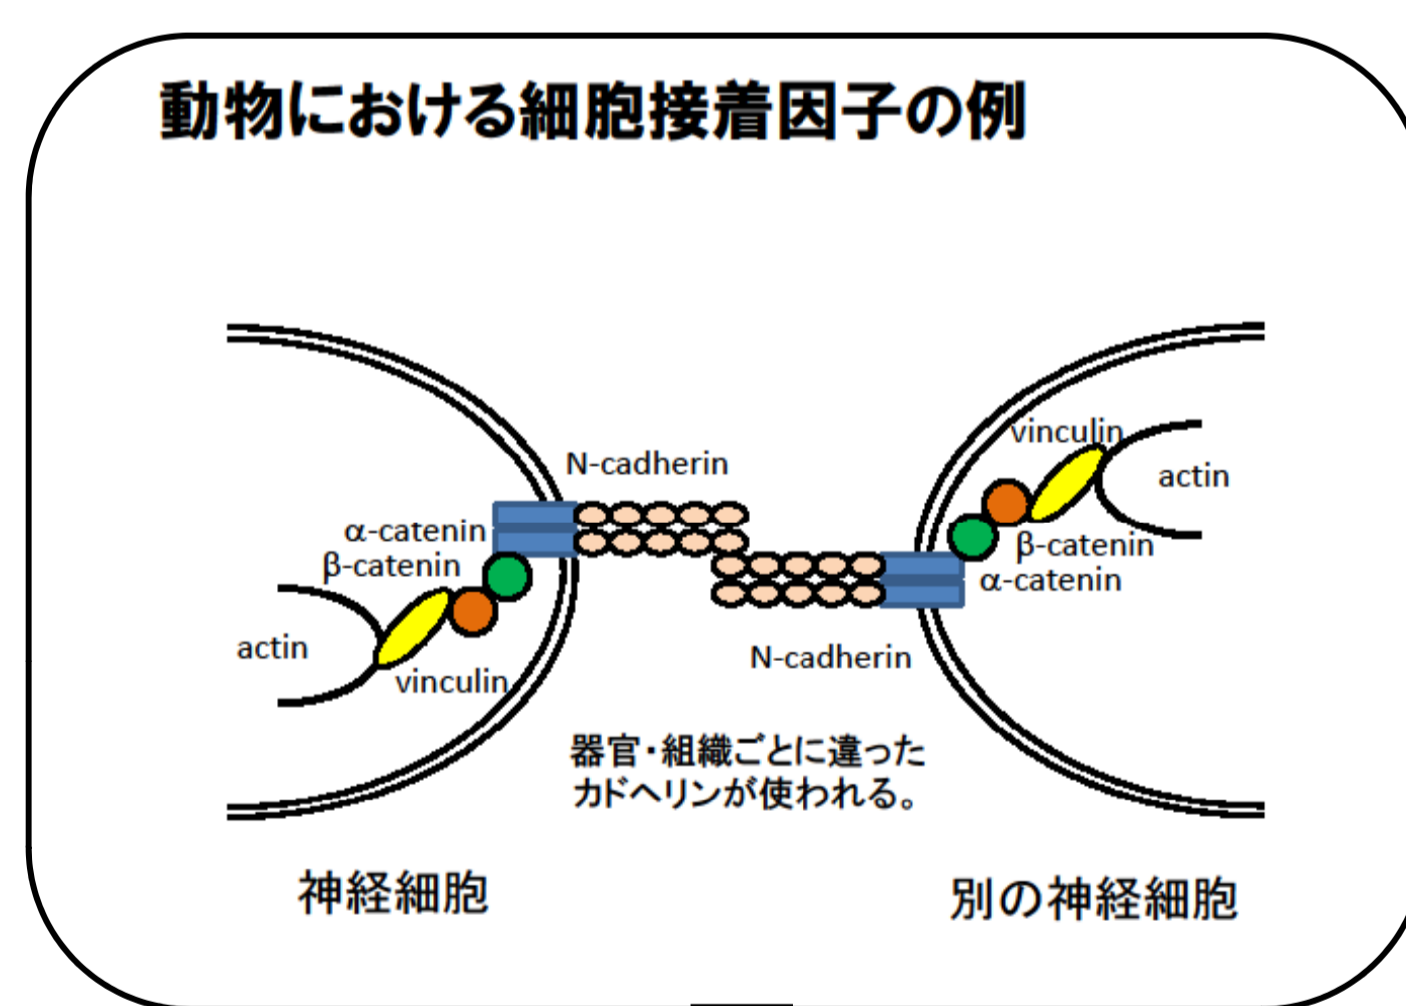 動物における細胞接着因子の例
vinculin
N-cadherin
actin
α-catenin
β-catenin
β-catenin
α-catenin
actin
N-cadherin
vinculin
器官・組織ごとに違った
カドヘリンが使われる。
神経細胞
別の神経細胞